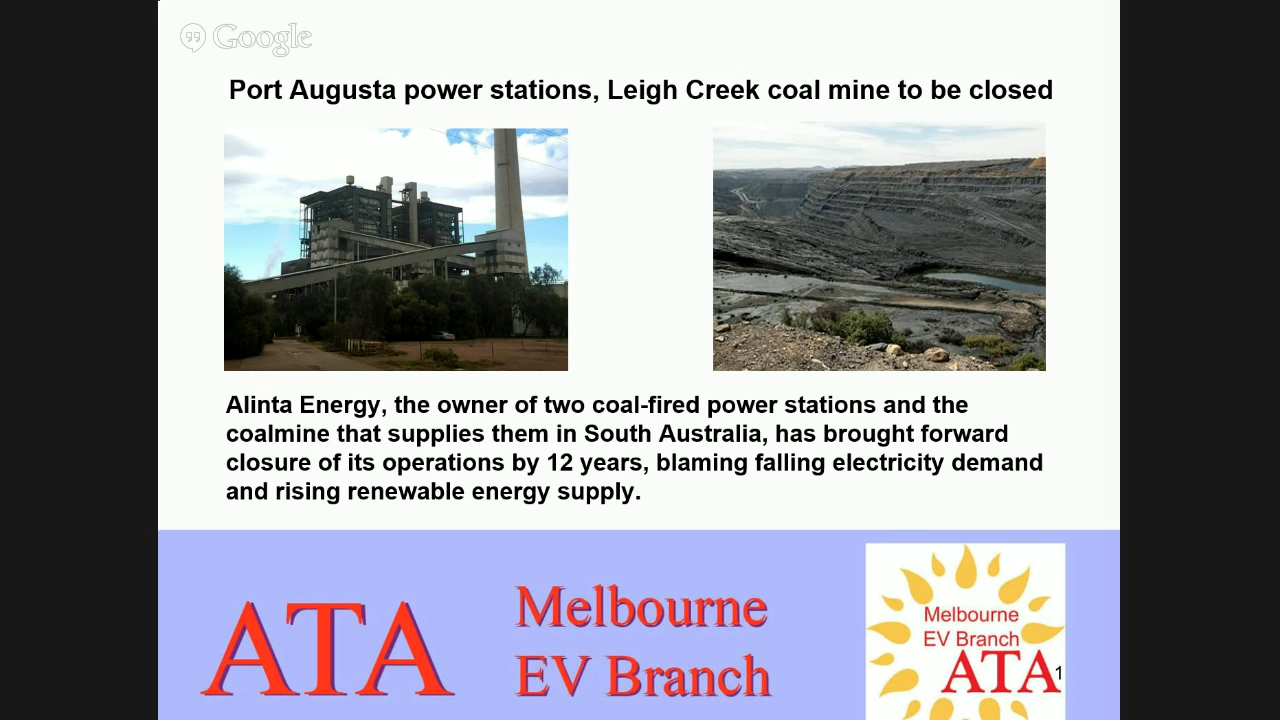 Google
Port Augusta power stations, Leigh Creek coal mine to be closed
Alinta Energy, the owner of two coal-fired power stations and the
coalmine that supplies them in South Australia, has brought forward
closure of its operations by 12 years, blaming falling electricity demand
and rising renewable energy supply.
ATA
Melbourne
EV Branch
Melbourne
EV Branch
ATA
1